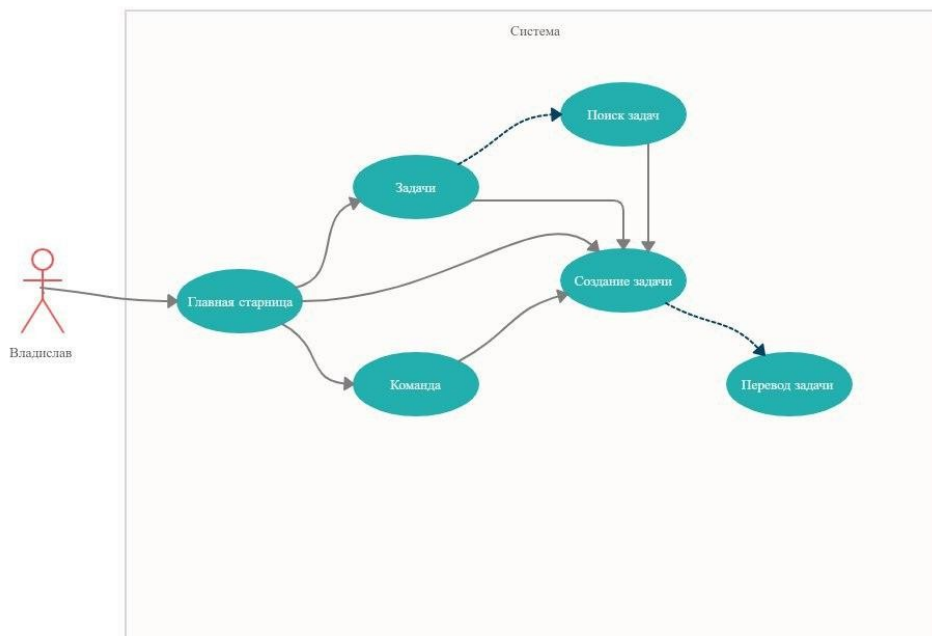 Система
Поиск задач
Задачи
Создание задачи
Главная старница
Владислав
Команда
Перевод задачи